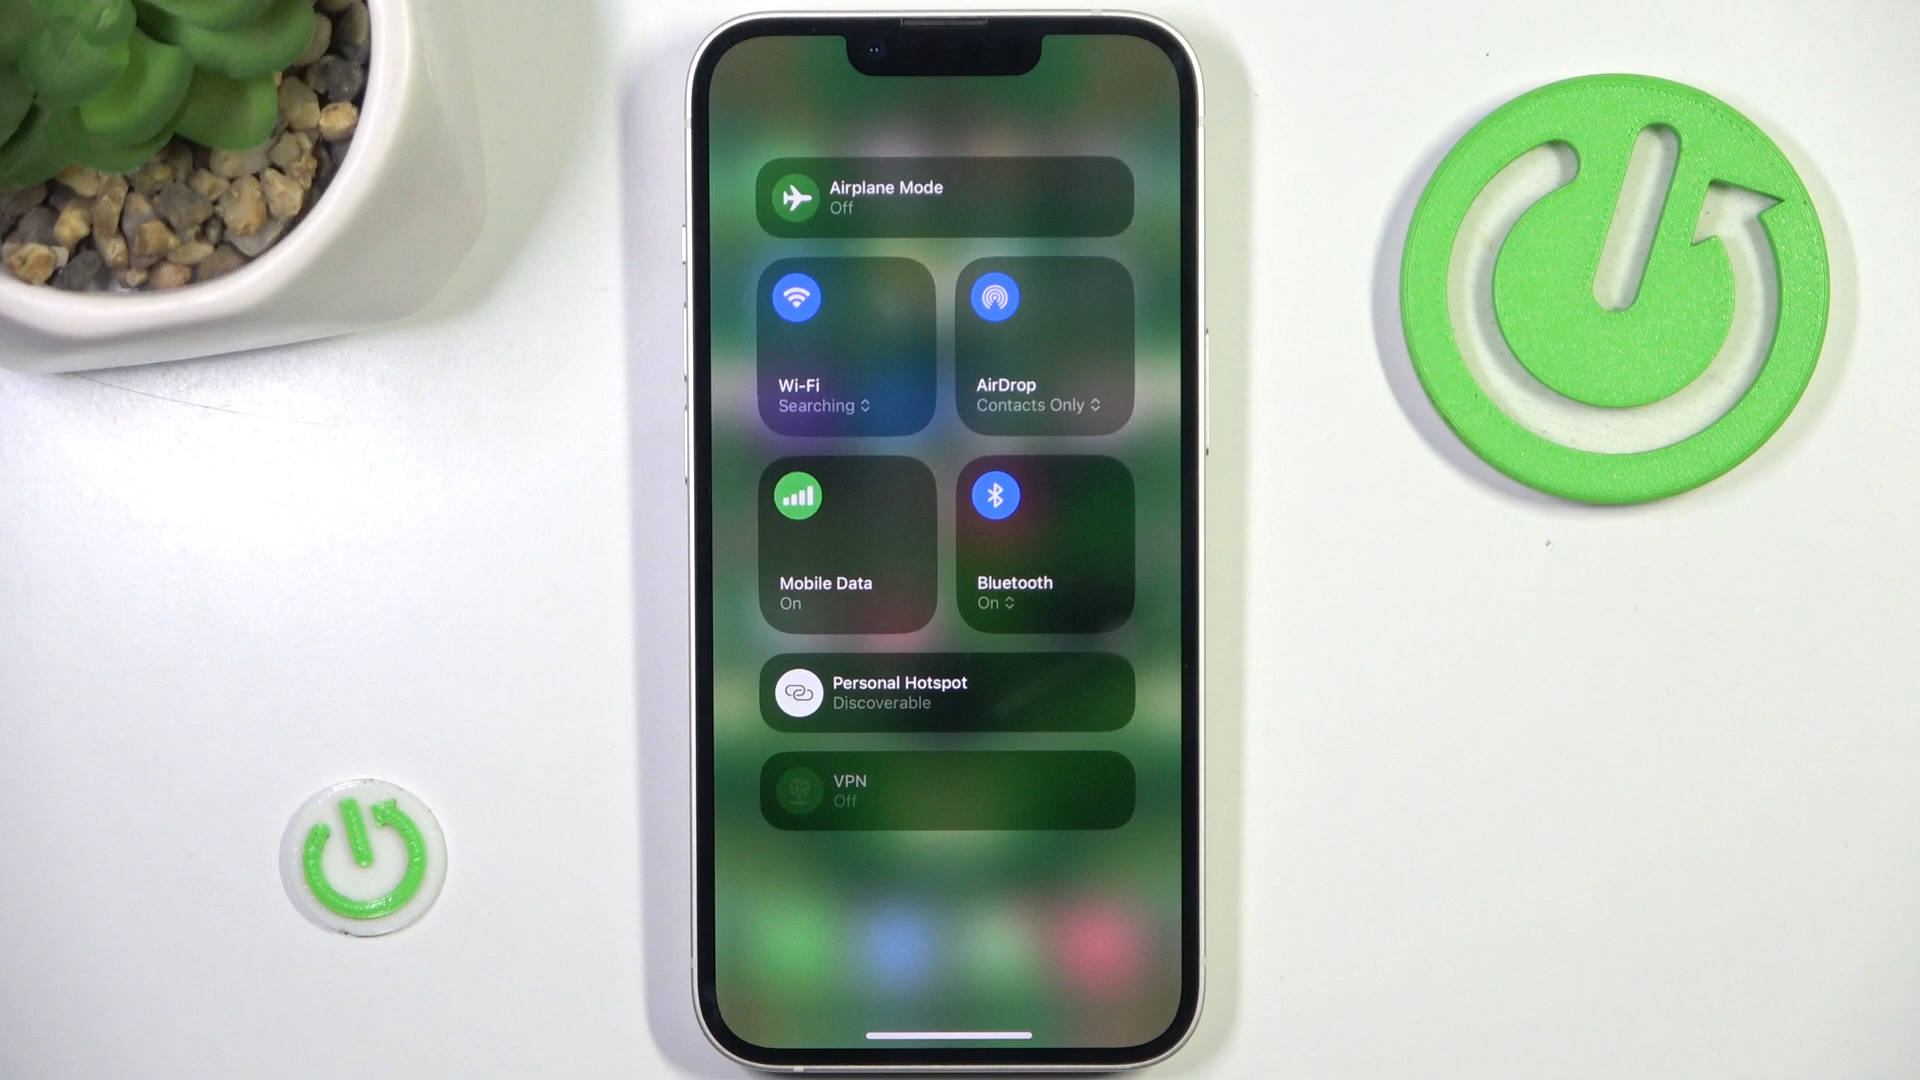 Airplane Mode
Off
Wi-Fi
Searching
AirDrop
Contacts Only
Mobile Data
On
Bluetooth
On
Personal Hotspot
Discoverable
VPN
Off